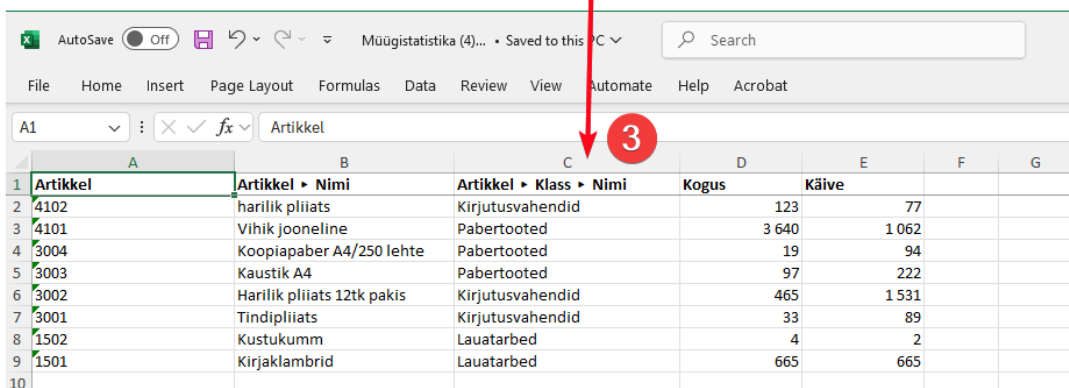 AutoSave Off Müügistatistika (4)... • Saved to this PC Search
File Home Insert Page Layout Formulas Data Review View Automate Help Acrobat
A1 fx Artikkel
3
A B C D E F G
1 Artikkel Artikkel ▸ Nimi Artikkel ▸ Klass ▸ Nimi Kogus Käive
2 4102 harilik pliiats Kirjutusvahendid 123 77
3 4101 Vihik jooneline Pabertooted 3 640 1 062
4 3004 Koopiapaber A4/250 lehte Pabertooted 19 94
5 3003 Kaustik A4 Pabertooted 97 222
6 3002 Harilik pliiats 12tk pakis Kirjutusvahendid 465 1 531
7 3001 Tindipliiats Kirjutusvahendid 33 89
8 1502 Kustukumm Lauatarbed 4 2
9 1501 Kirjaklambrid Lauatarbed 665 665
10